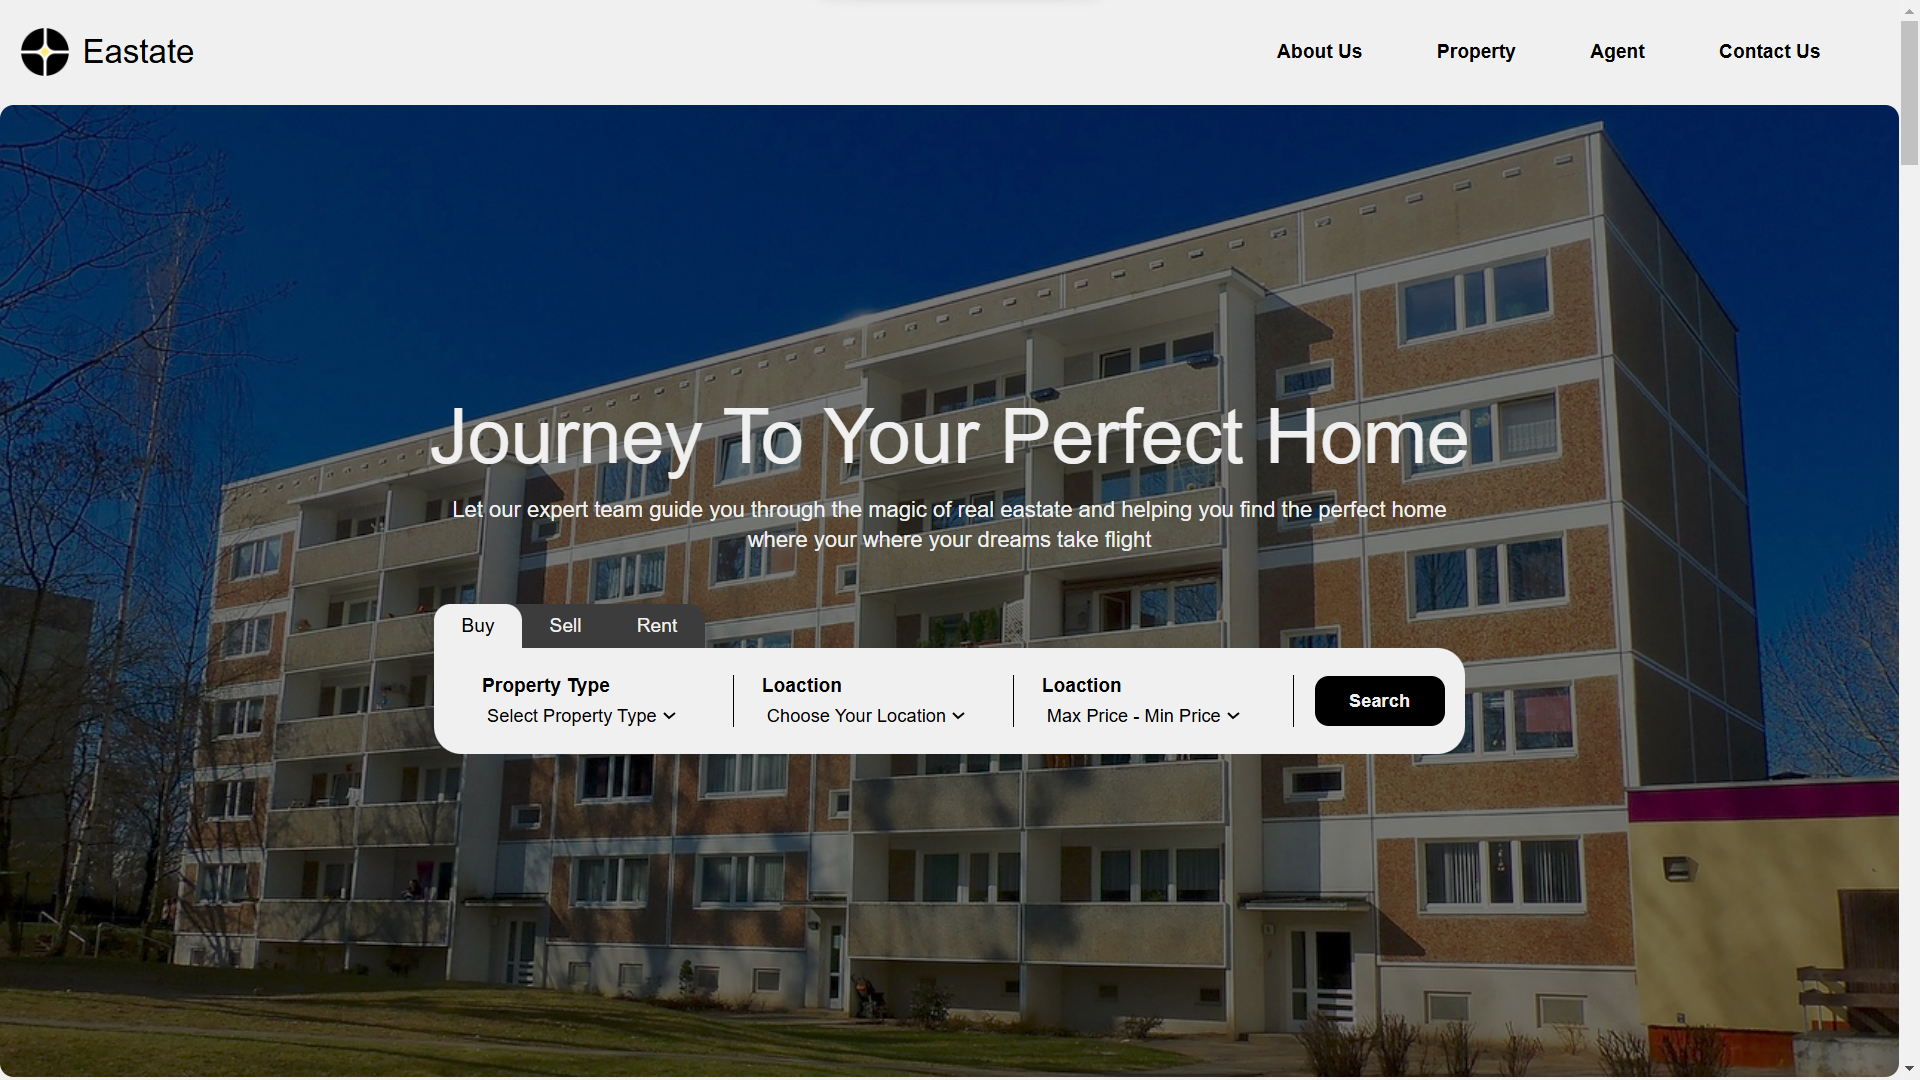 Eastate
About Us
Property
Agent
Contact Us
Journey To Your Perfect Home
Let our expert team guide you through the magic of real eastate and helping you find the perfect home
where your where your dreams take flight
Buy
Sell
Rent
Property Type
Select Property Type
Loaction
Choose Your Location
Loaction
Max Price - Min Price
Search